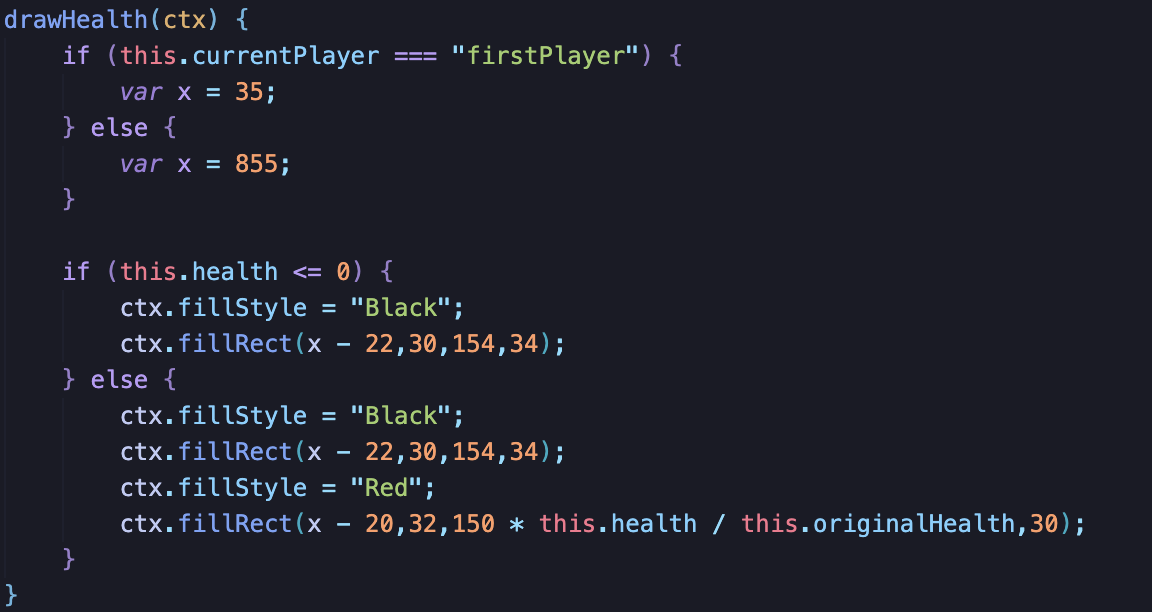 drawHealth(ctx) {
    if (this.currentPlayer === "firstPlayer") {
        var x = 35;
    } else {
        var x = 855;
    }

    if (this.health <= 0) {
        ctx.fillStyle = "Black";
        ctx.fillRect(x - 22,30,154,34);
    } else {
        ctx.fillStyle = "Black";
        ctx.fillRect(x - 22,30,154,34);
        ctx.fillStyle = "Red";
        ctx.fillRect(x - 20,32,150 * this.health / this.originalHealth,30);
    }
}